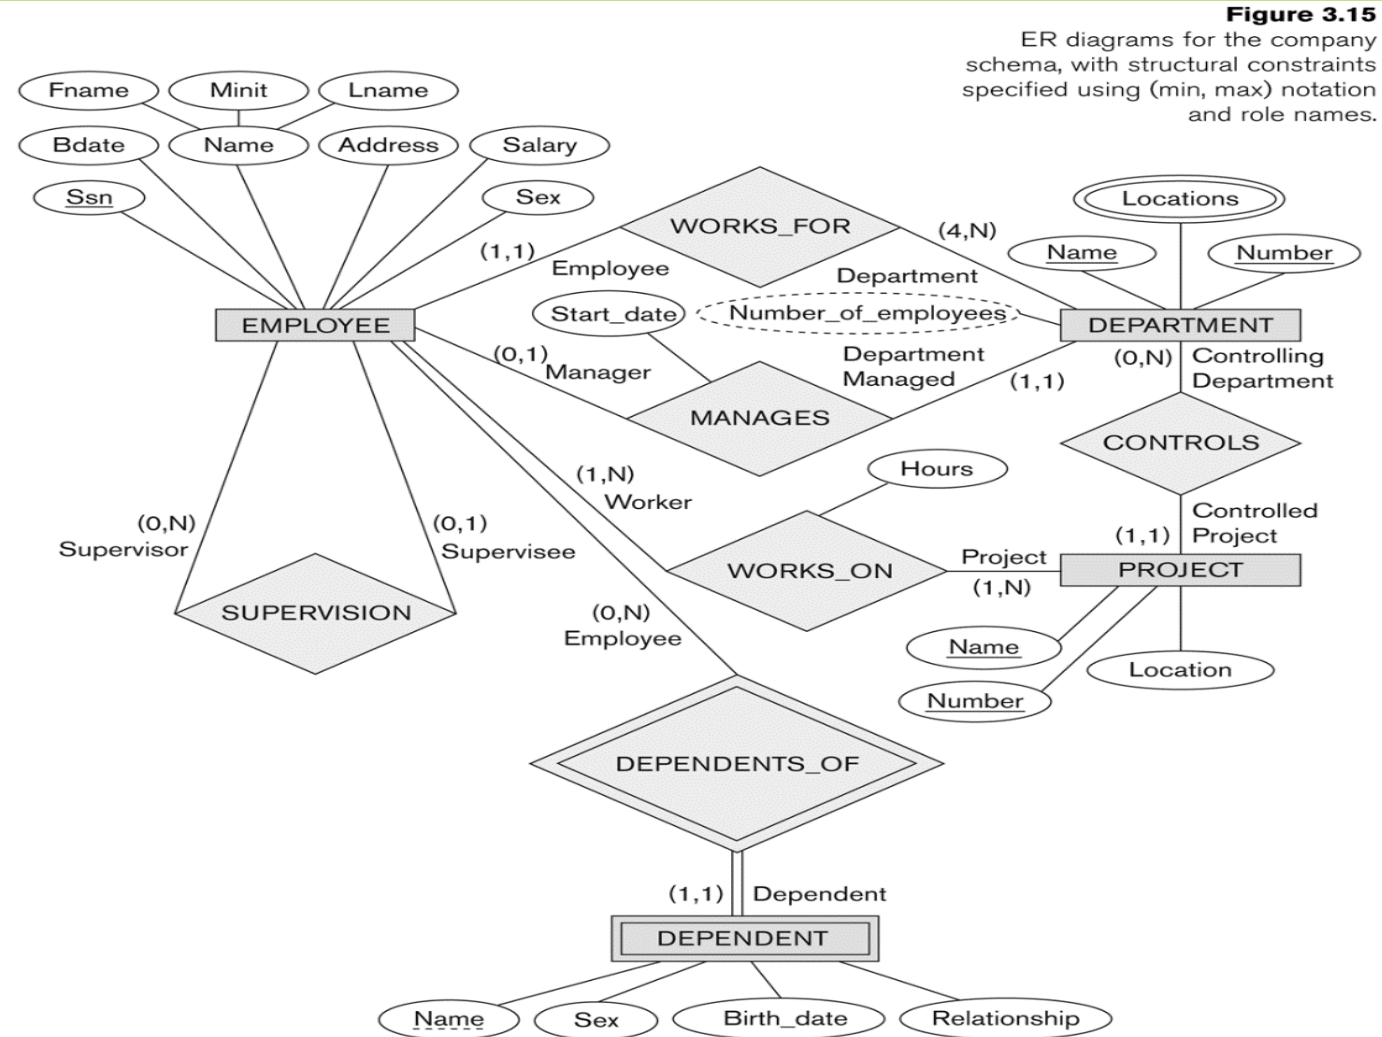 Figure 3.15
ER diagrams for the company
schema, with structural constraints
specified using (min, max) notation
and role names.
Fname
Minit
Lname
Bdate
Name
Address
Salary
Ssn
Sex
WORKS_FOR
(1,1)
Employee
(4,N)
Department
Locations
Name
Number
Start_date
Number_of_employees
EMPLOYEE
DEPARTMENT
(0,1)
Manager
Department
Managed
(1,1)
MANAGES
(0,N)
Controlling
Department
CONTROLS
Hours
(1,N)
Worker
Controlled
(1,1)
Project
(0,N)
Supervisor
(0,1)
Supervisee
SUPERVISION
WORKS_ON
Project
(1,N)
PROJECT
(0,N)
Employee
Name
Number
Location
DEPENDENTS_OF
(1,1)
Dependent
DEPENDENT
Name
Sex
Birth_date
Relationship